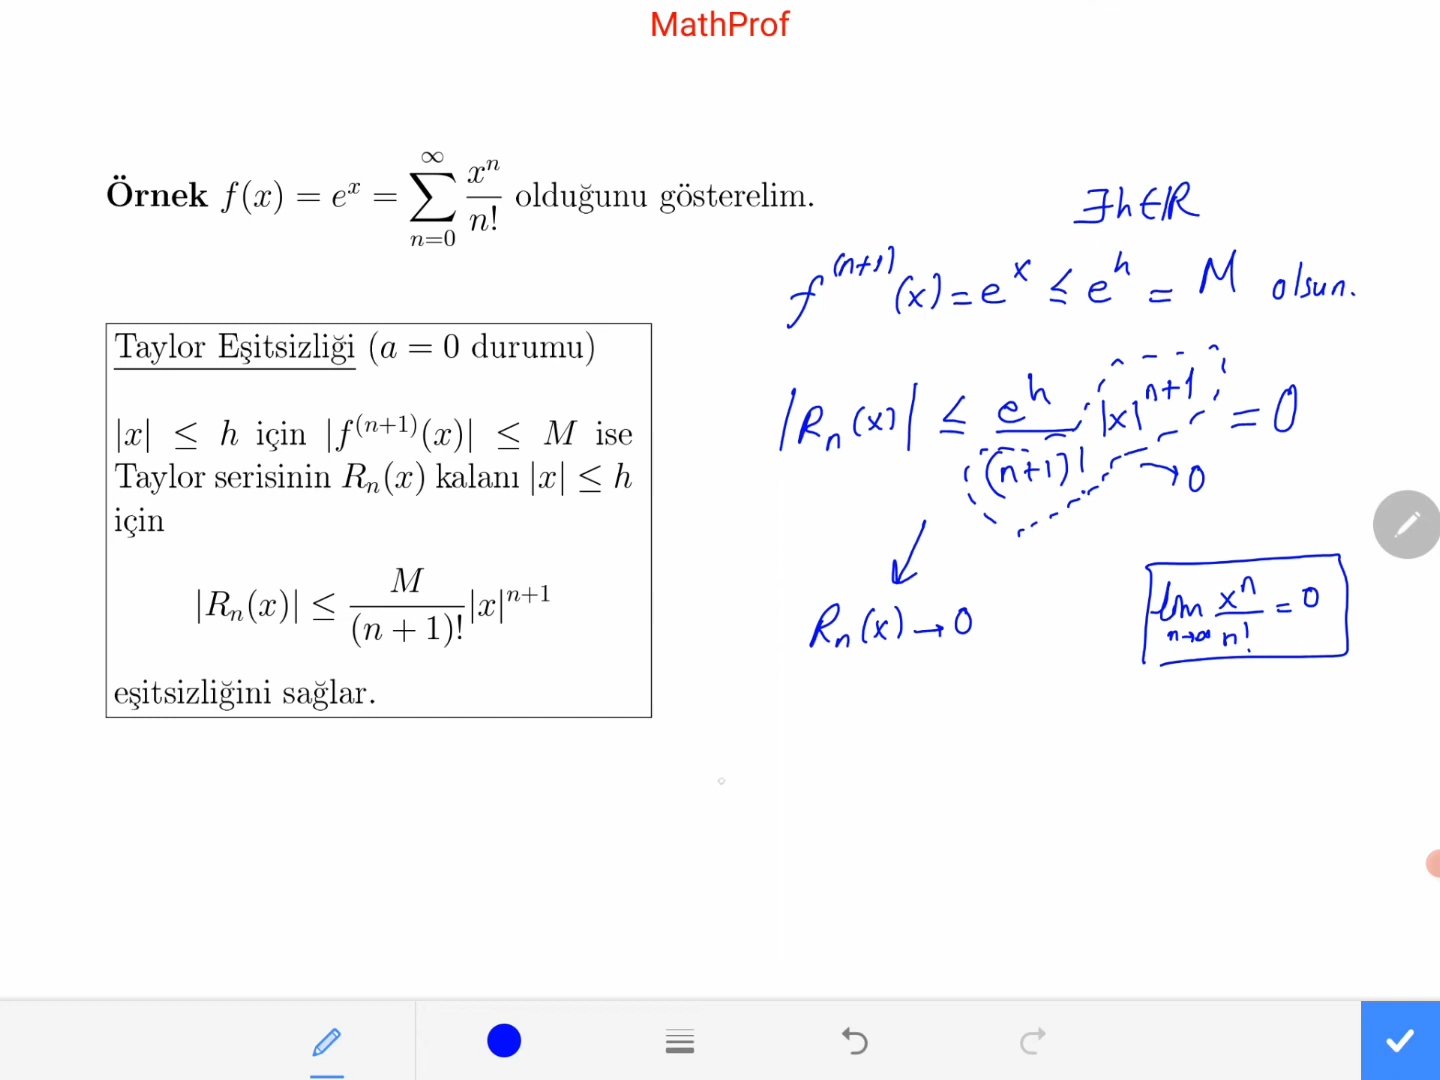 MathProf
Örnek f(x) = e^x = ∑_{n=0}^{∞} x^n/n! olduğunu gösterelim.
Taylor Eşitsizliği (a = 0 durumu)
|x| ≤ h için |f^{(n+1)}(x)| ≤ M ise
Taylor serisinin R_n(x) kalanı |x| ≤ h
için
|R_n(x)| ≤ M/(n + 1)! |x|^{n+1}
eşitsizliğini sağlar.
∃h∈ℝ
f^{(n+1)}(x) = e^x ≤ e^h = M olsun.
|R_n(x)| ≤ e^h/(n+1)! |x|^{n+1} = 0
→0
R_n(x) → 0
lim_{n→∞} x^n/n! = 0